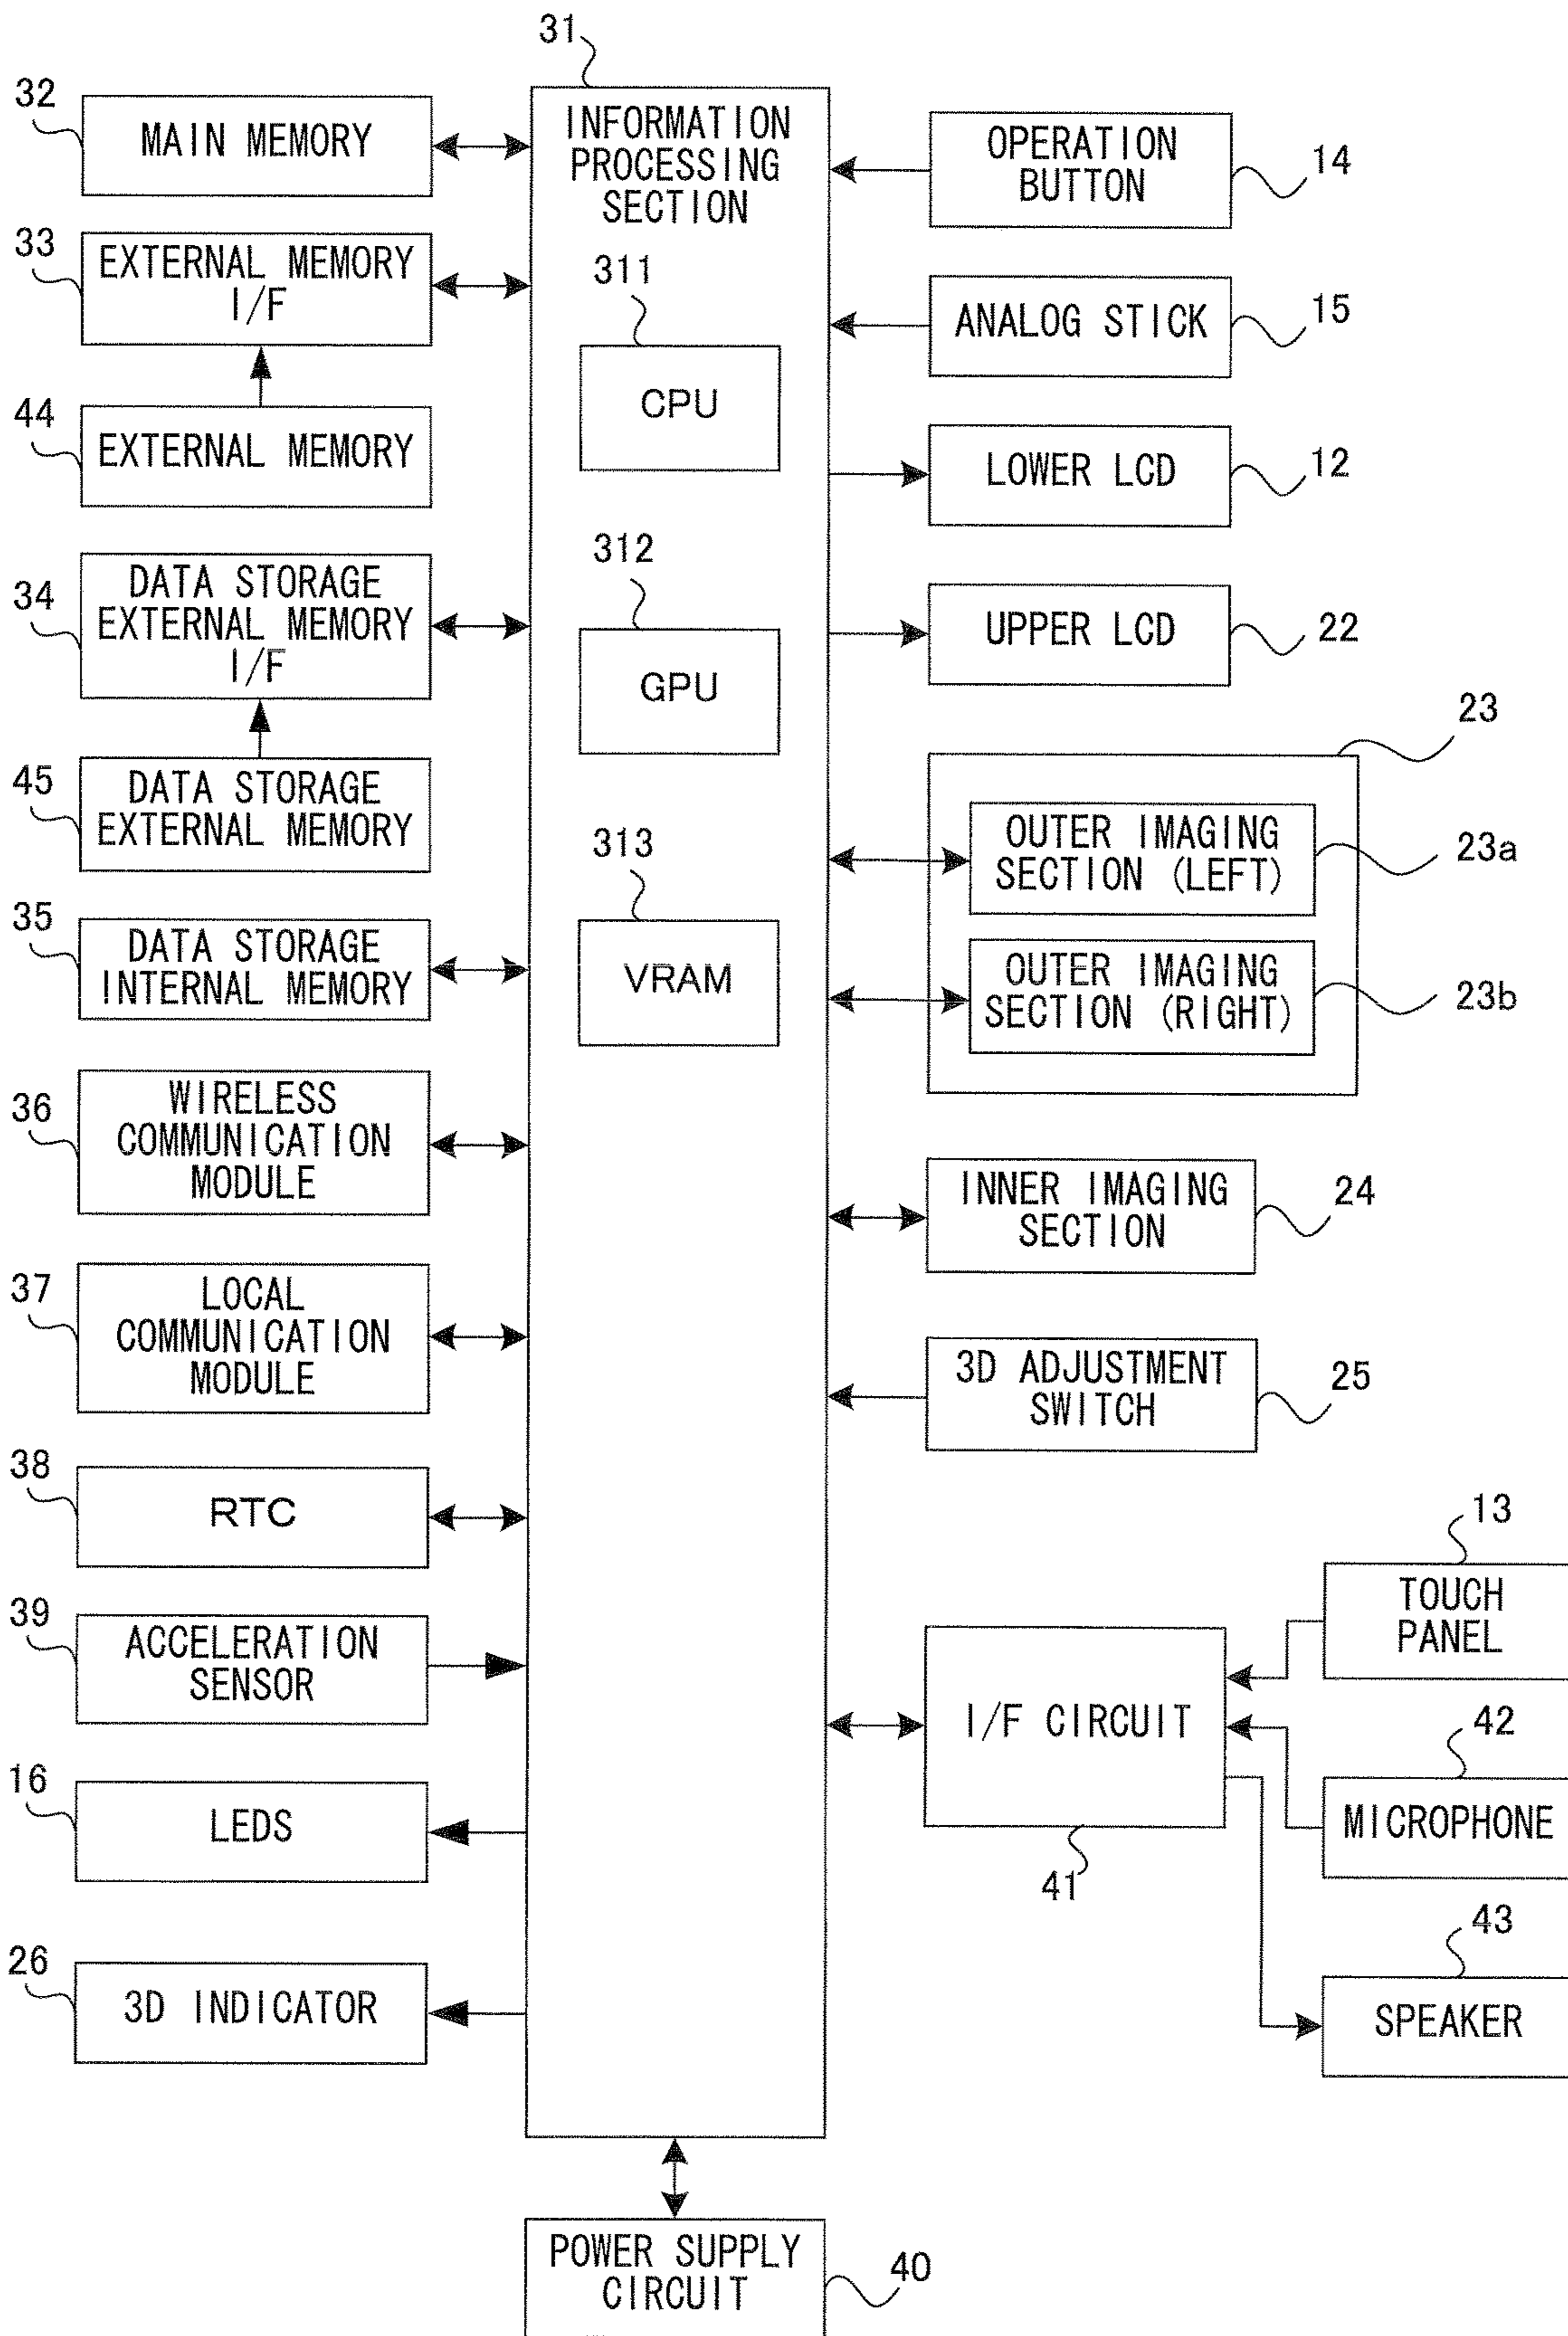 31
INFORMATION
PROCESSING
SECTION
311
CPU
312
GPU
313
VRAM
32
MAIN MEMORY
33
EXTERNAL MEMORY
I/F
44
EXTERNAL MEMORY
34
DATA STORAGE
EXTERNAL MEMORY
I/F
45
DATA STORAGE
EXTERNAL MEMORY
35
DATA STORAGE
INTERNAL MEMORY
36
WIRELESS
COMMUNICATION
MODULE
37
LOCAL
COMMUNICATION
MODULE
38
RTC
39
ACCELERATION
SENSOR
16
LEDS
26
3D INDICATOR
OPERATION
BUTTON
14
ANALOG STICK
15
LOWER LCD
12
UPPER LCD
22
23
OUTER IMAGING
SECTION (LEFT)
23a
OUTER IMAGING
SECTION (RIGHT)
23b
INNER IMAGING
SECTION
24
3D ADJUSTMENT
SWITCH
25
13
TOUCH
PANEL
I/F CIRCUIT
41
42
MICROPHONE
43
SPEAKER
POWER SUPPLY
CIRCUIT
40